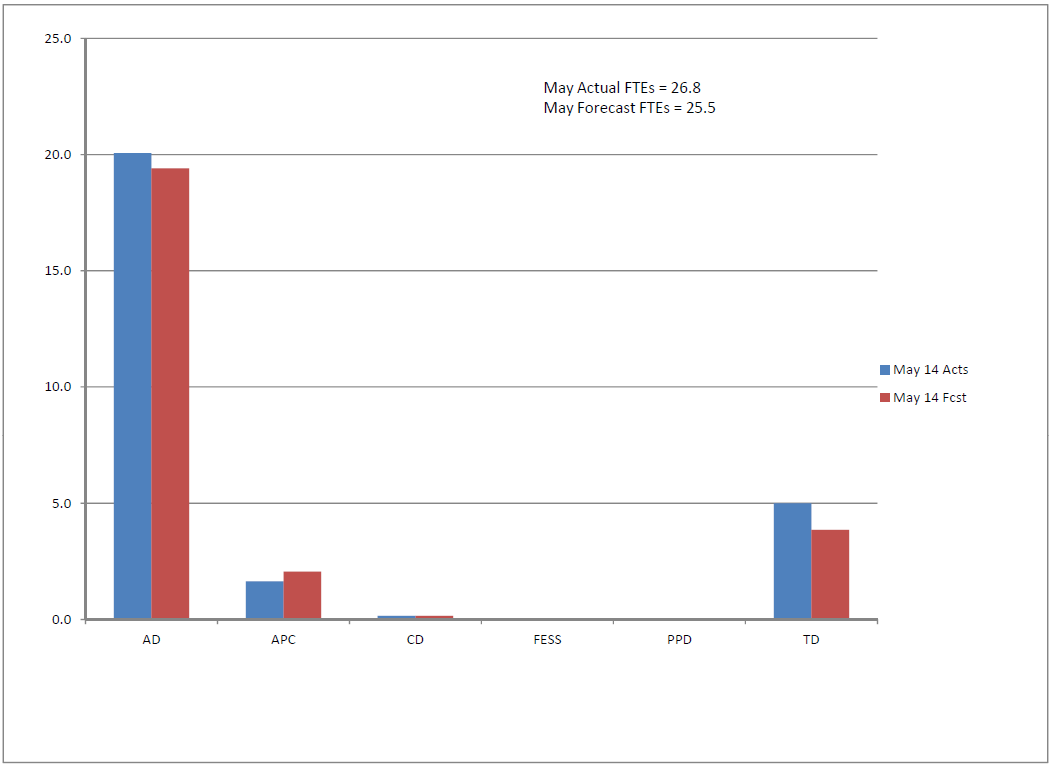 25.0
May Actual FTEs = 26.8
May Forecast FTEs = 25.5
20.0
15.0
10.0
5.0
0.0
May 14 Acts
May 14 Fcst
AD APC CD FESS PPD TD